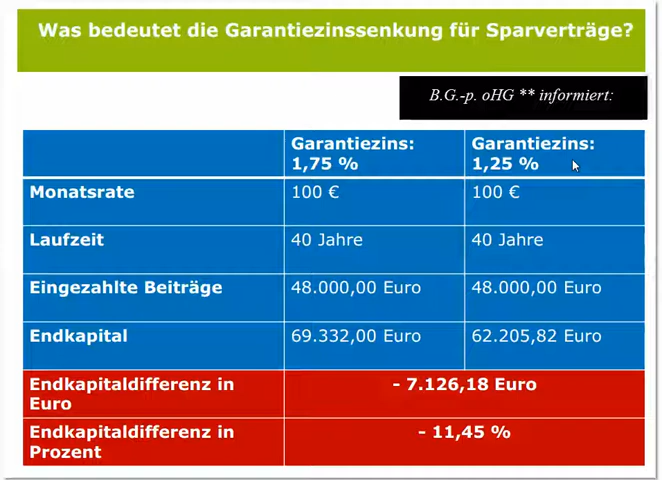 Was bedeutet die Garantiezinssenkung für Sparverträge?
B.G.-p. oHG ** informiert:
Garantiezins: Garantiezins:
1,75 % 1,25 %
Monatsrate 100 € 100 €
Laufzeit 40 Jahre 40 Jahre
Eingezahlte Beiträge 48.000,00 Euro 48.000,00 Euro
Endkapital 69.332,00 Euro 62.205,82 Euro
Endkapitaldifferenz in - 7.126,18 Euro
Euro
Endkapitaldifferenz in - 11,45 %
Prozent